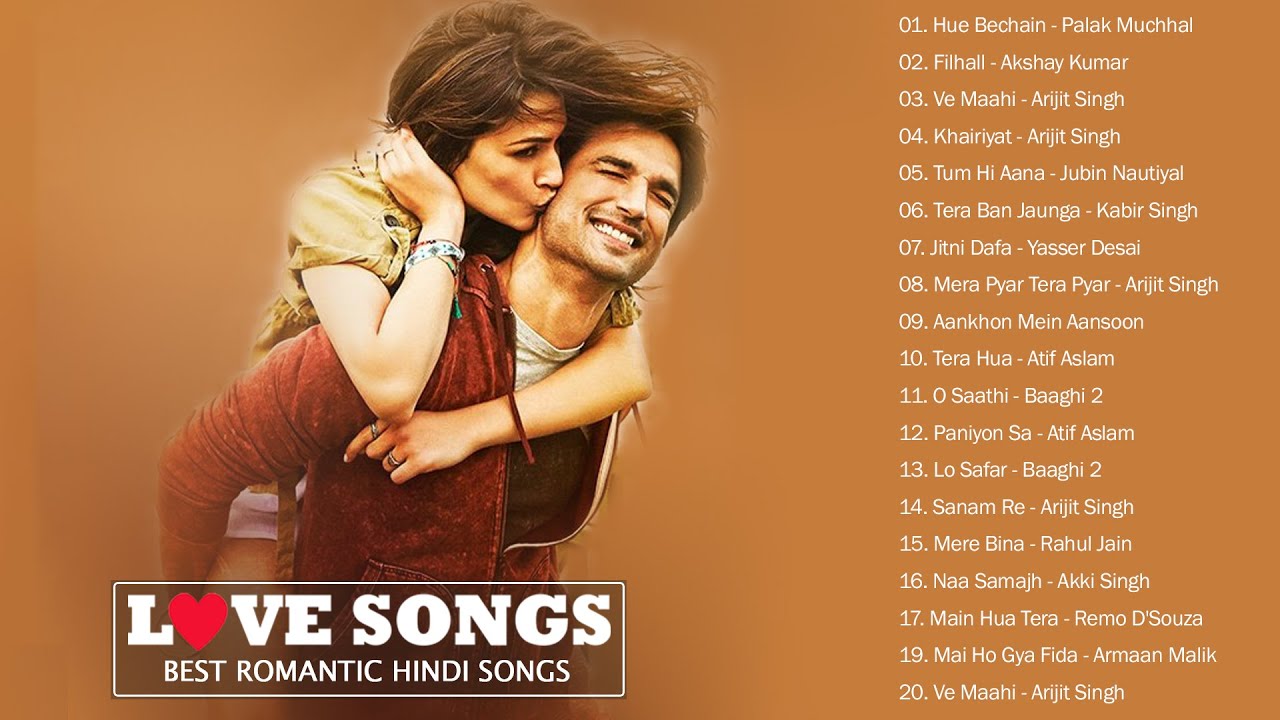 01. Hue Bechain - Palak Muchhal
02. Filhall - Akshay Kumar
03. Ve Maahi - Arijit Singh
04. Khairiyat - Arijit Singh
05. Tum Hi Aana - Jubin Nautiyal
06. Tera Ban Jaunga - Kabir Singh
07. Jitni Dafa - Yasser Desai
08. Mera Pyar Tera Pyar - Arijit Singh
09. Aankhon Mein Aansoon
10. Tera Hua - Atif Aslam
11. O Saathi - Baaghi 2
12. Paniyon Sa - Atif Aslam
13. Lo Safar - Baaghi 2
14. Sanam Re - Arijit Singh
15. Mere Bina - Rahul Jain
16. Naa Samajh - Akki Singh
17. Main Hua Tera - Remo D'Souza
19. Mai Ho Gya Fida - Armaan Malik
20. Ve Maahi - Arijit Singh
L♥VE SONGS
BEST ROMANTIC HINDI SONGS